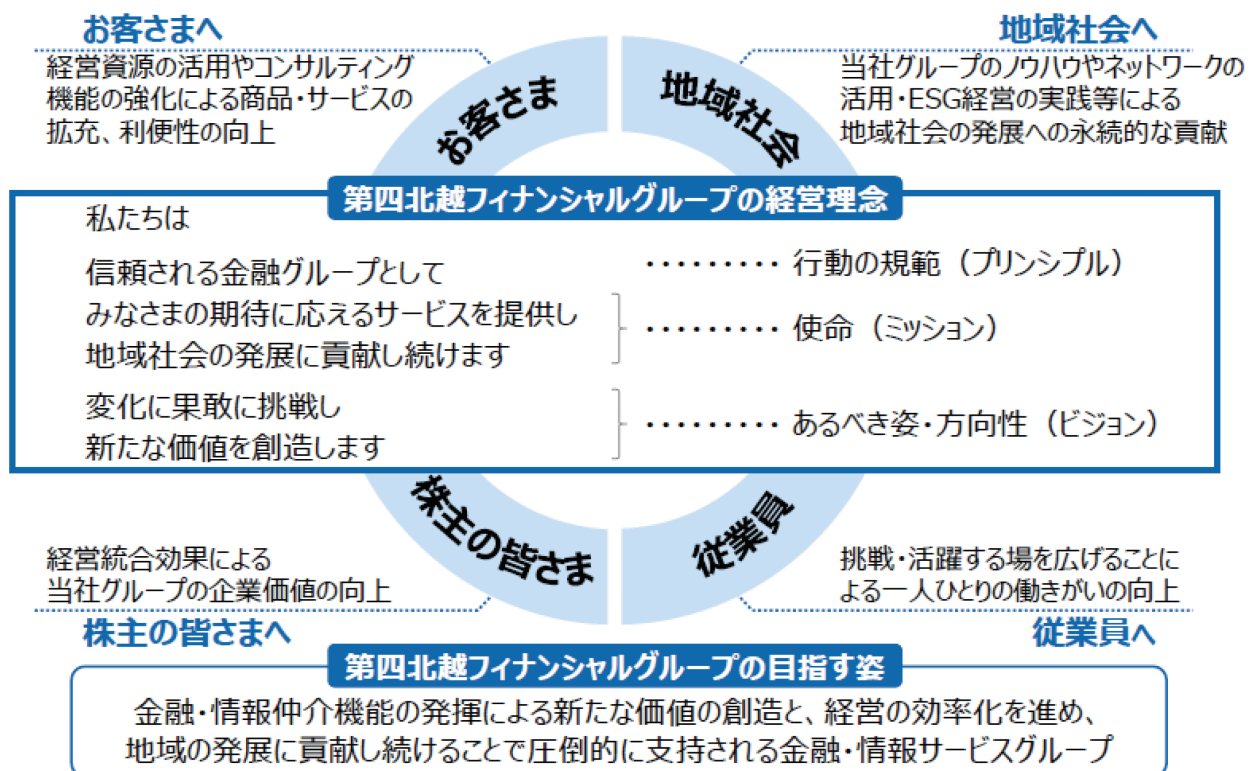 お客さまへ
経営資源の活用やコンサルティング
機能の強化による商品・サービスの
拡充、利便性の向上
地域社会へ
当社グループのノウハウやネットワークの
活用・ESG経営の実践等による
地域社会の発展への永続的な貢献
お客さま
地域社会
第四北越フィナンシャルグループの経営理念
私たちは
信頼される金融グループとして
・・・・・・・・・ 行動の規範（プリンシプル）
みなさまの期待に応えるサービスを提供し
地域社会の発展に貢献し続けます
・・・・・・・・・ 使命（ミッション）
変化に果敢に挑戦し
新たな価値を創造します
・・・・・・・・・ あるべき姿・方向性（ビジョン）
株主の皆さま
従業員
経営統合効果による
当社グループの企業価値の向上
株主の皆さまへ
挑戦・活躍する場を広げることに
よる一人ひとりの働きがいの向上
従業員へ
第四北越フィナンシャルグループの目指す姿
金融・情報仲介機能の発揮による新たな価値の創造と、経営の効率化を進め、
地域の発展に貢献し続けることで圧倒的に支持される金融・情報サービスグループ